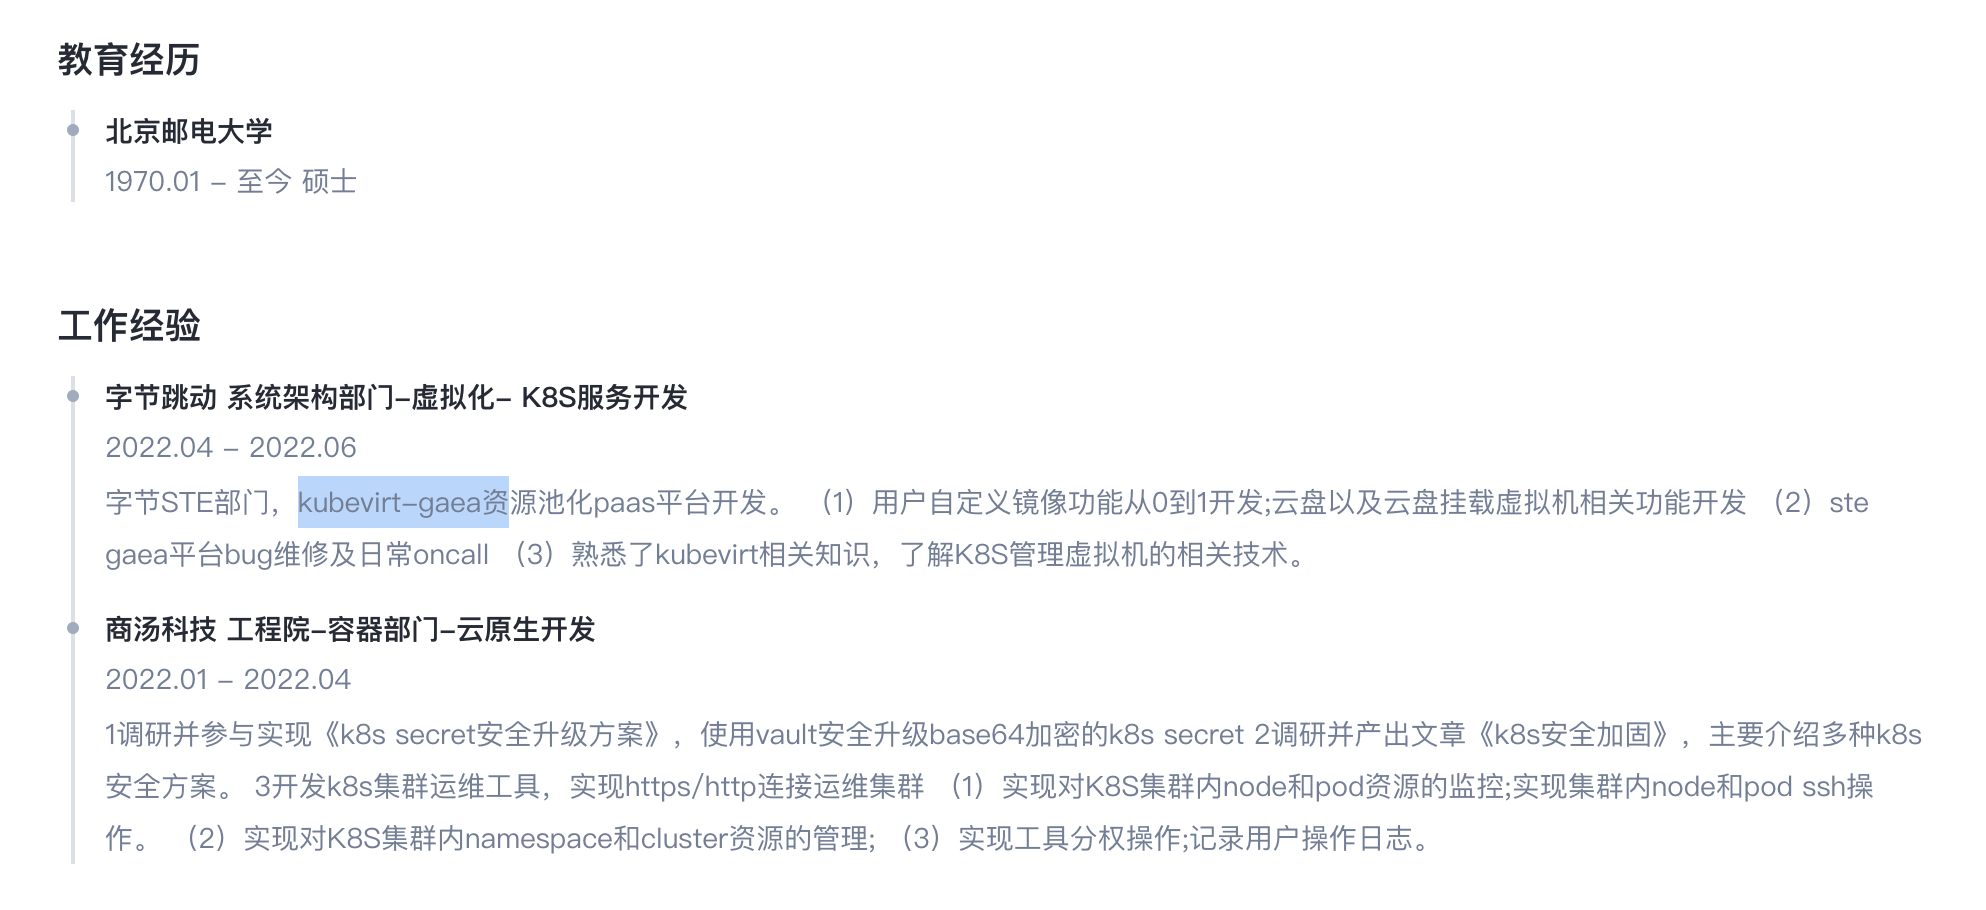 教育经历
北京邮电大学
1970.01 – 至今 硕士
工作经验
字节跳动 系统架构部门–虚拟化– K8S服务开发
2022.04 – 2022.06
字节STE部门，kubevirt–gaea资源池化paas平台开发。 （1）用户自定义镜像功能从0到1开发;云盘以及云盘挂载虚拟机相关功能开发 （2）ste
gaea平台bug维修及日常oncall （3）熟悉了kubevirt相关知识，了解K8S管理虚拟机的相关技术。
商汤科技 工程院–容器部门–云原生开发
2022.01 – 2022.04
1调研并参与实现《k8s secret安全升级方案》，使用vault安全升级base64加密的k8s secret 2调研并产出文章《k8s安全加固》，主要介绍多种k8s
安全方案。 3开发k8s集群运维工具，实现https/http连接运维集群 （1）实现对K8S集群内node和pod资源的监控;实现集群内node和pod ssh操
作。 （2）实现对K8S集群内namespace和cluster资源的管理; （3）实现工具分权操作;记录用户操作日志。